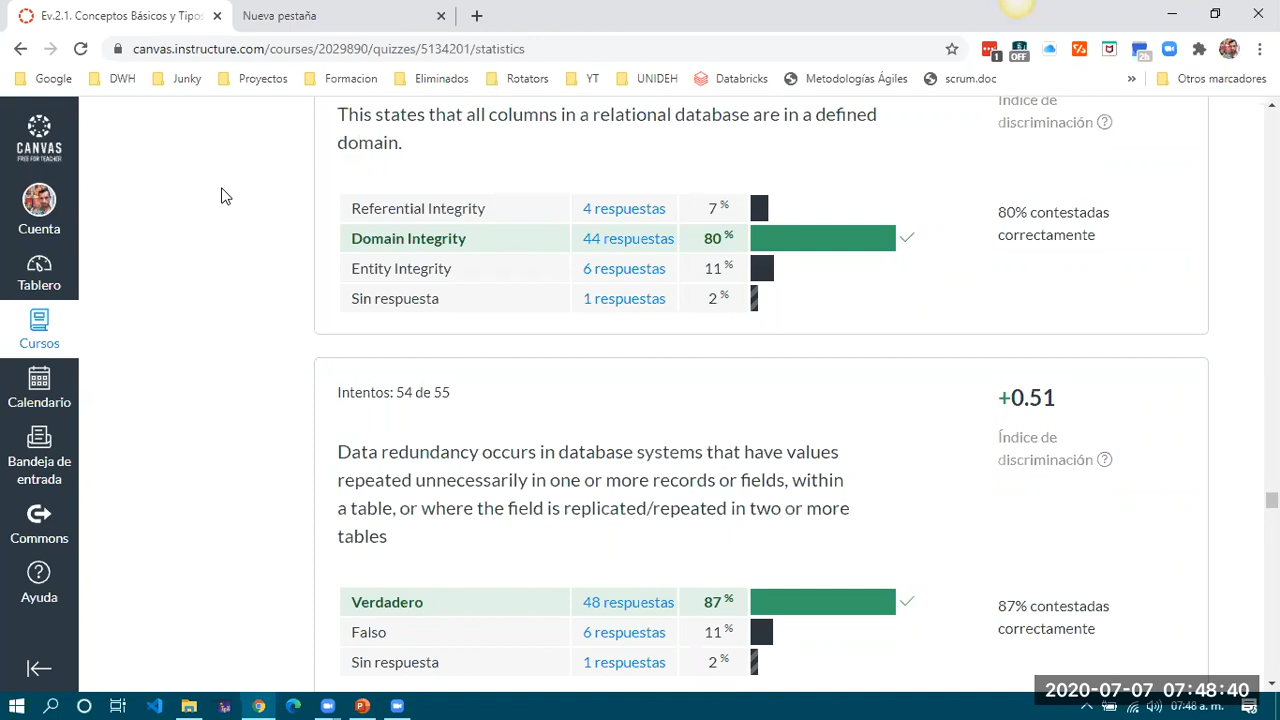 Ev.2.1. Conceptos Básicos y Tipo
Nueva pestaña
canvas.instructure.com/courses/2029890/quizzes/5134201/statistics
1
OFF
2h
Google DWH Junky Proyectos Formacion Eliminados Rotators YT UNIDEH Databricks Metodologías Ágiles scrum.doc » Otros marcadores
CANVAS
FREE FOR TEACHER
Cuenta
Tablero
Cursos
Calendario
Bandeja de
entrada
Commons
Ayuda
This states that all columns in a relational database are in a defined
domain.
Índice de
discriminación
Referential Integrity 4 respuestas 7 %
Domain Integrity 44 respuestas 80 %
Entity Integrity 6 respuestas 11 %
Sin respuesta 1 respuestas 2 %
80% contestadas
correctamente
Intentos: 54 de 55
+0.51
Índice de
discriminación
Data redundancy occurs in database systems that have values
repeated unnecessarily in one or more records or fields, within
a table, or where the field is replicated/repeated in two or more
tables
Verdadero 48 respuestas 87 %
Falso 6 respuestas 11 %
Sin respuesta 1 respuestas 2 %
87% contestadas
correctamente
2020-07-07 07:48:40
07:48 a. m.